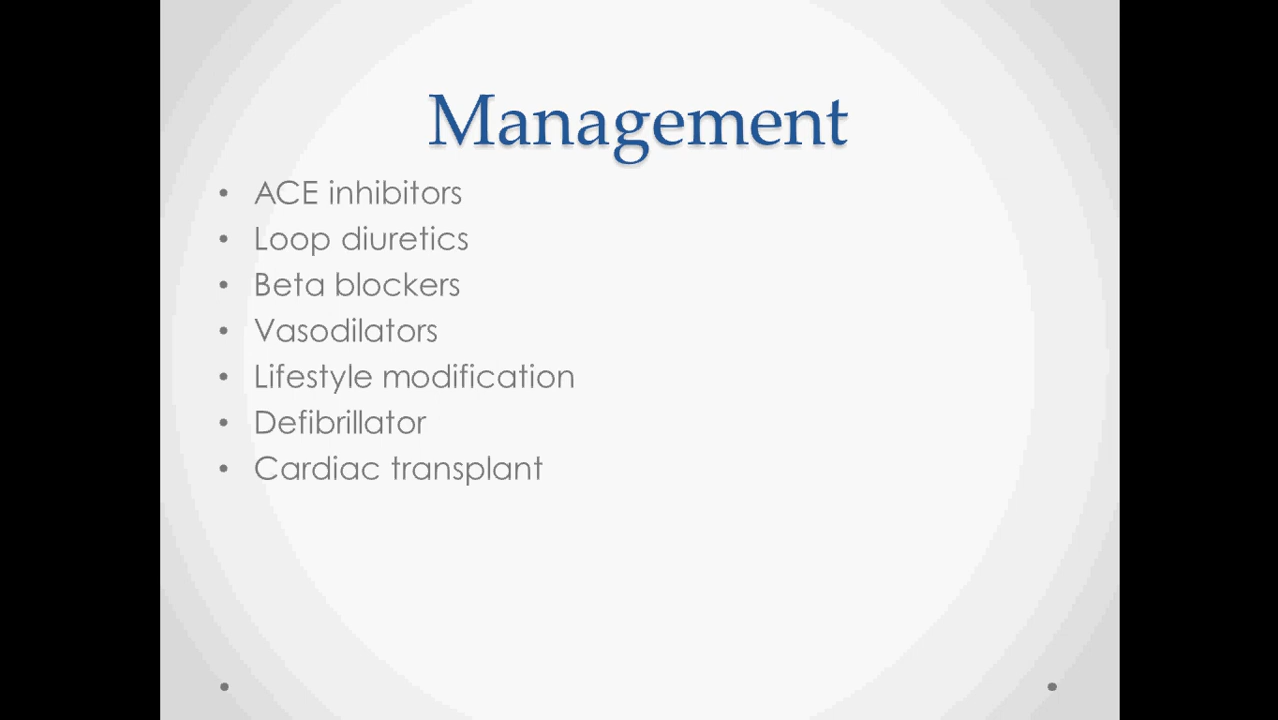 Management
• ACE inhibitors
• Loop diuretics
• Beta blockers
• Vasodilators
• Lifestyle modification
• Defibrillator
• Cardiac transplant